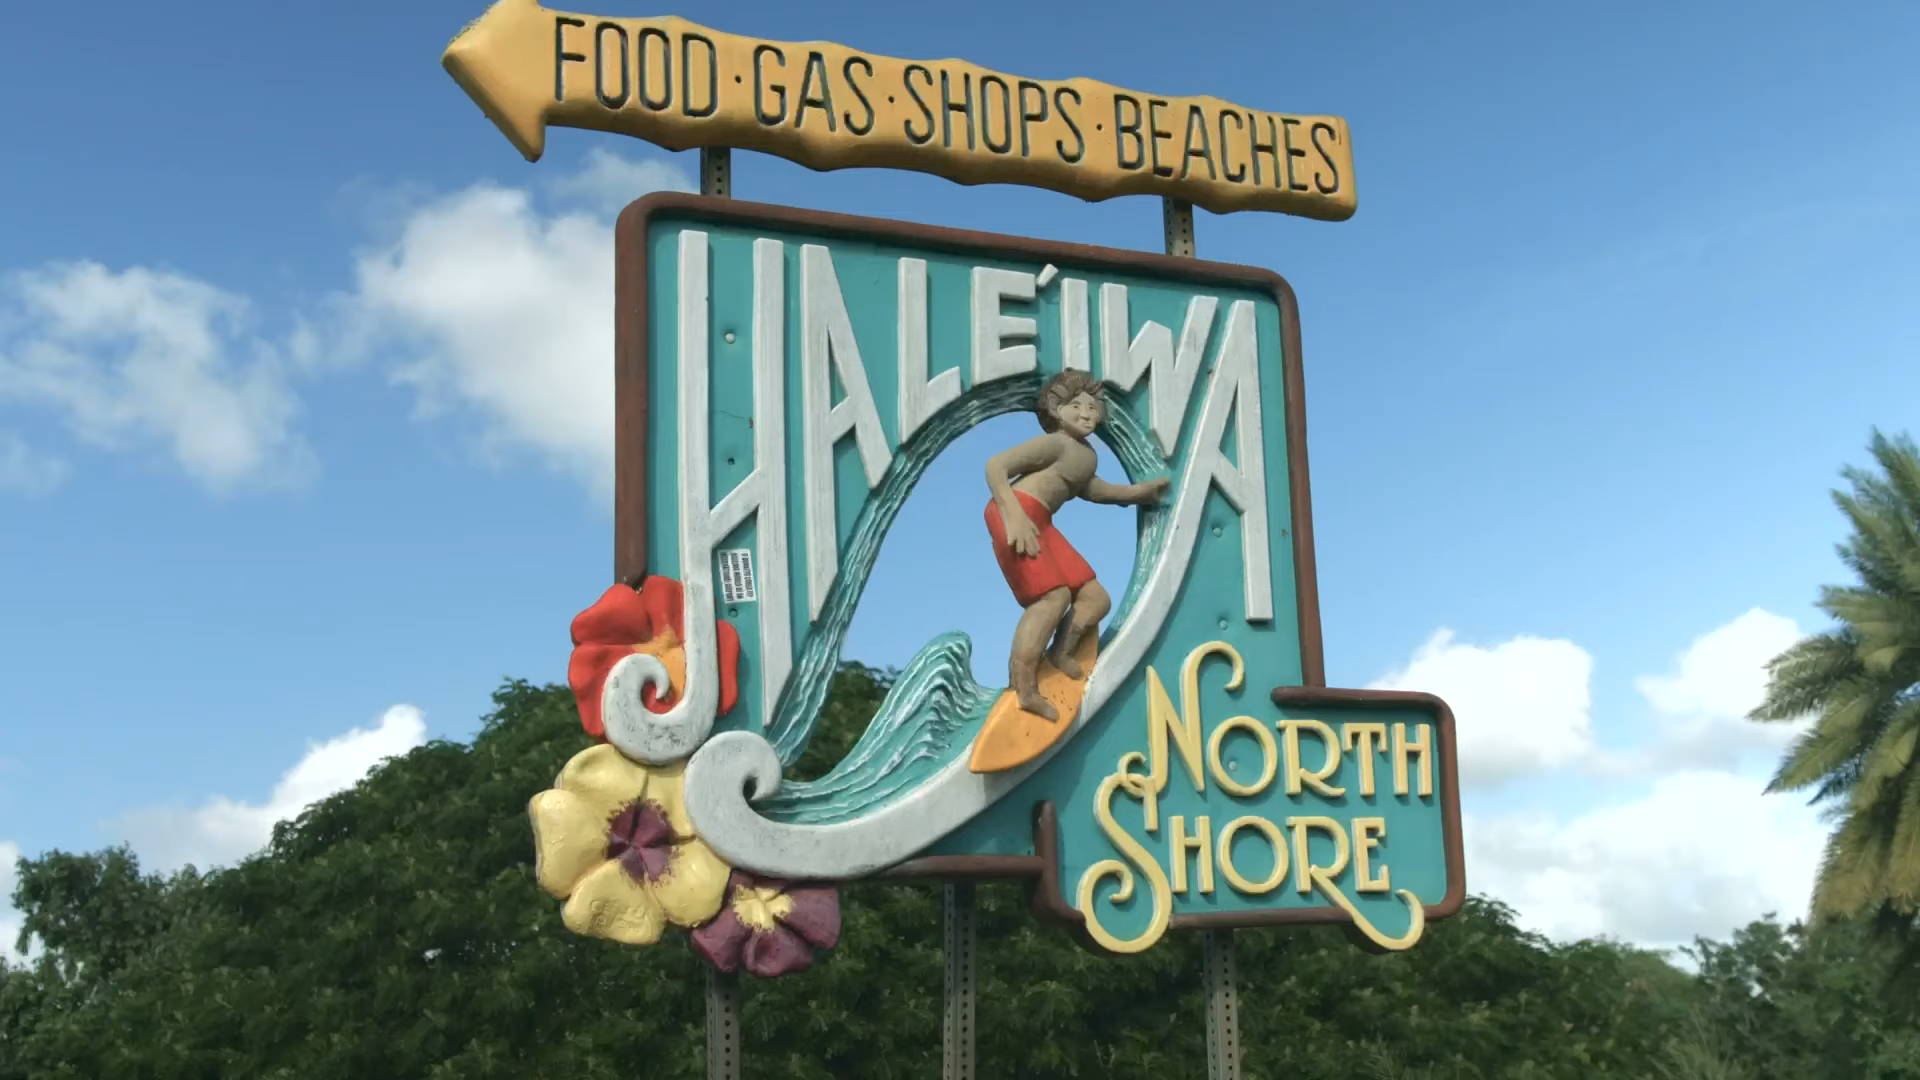 FOOD · GAS · SHOPS · BEACHES
HALE'IWA
NORTH
SHORE